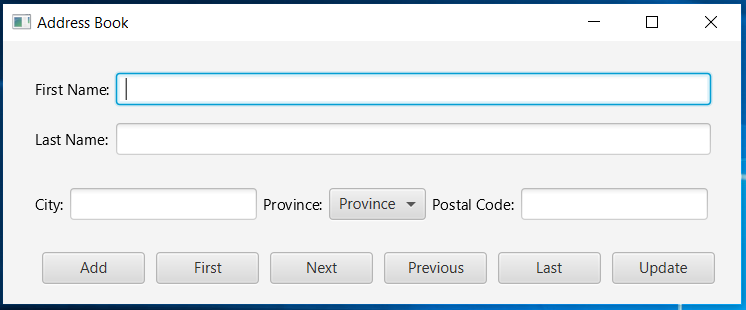 Address Book
First Name:
Last Name:
City: Province: Province Postal Code:
Add First Next Previous Last Update